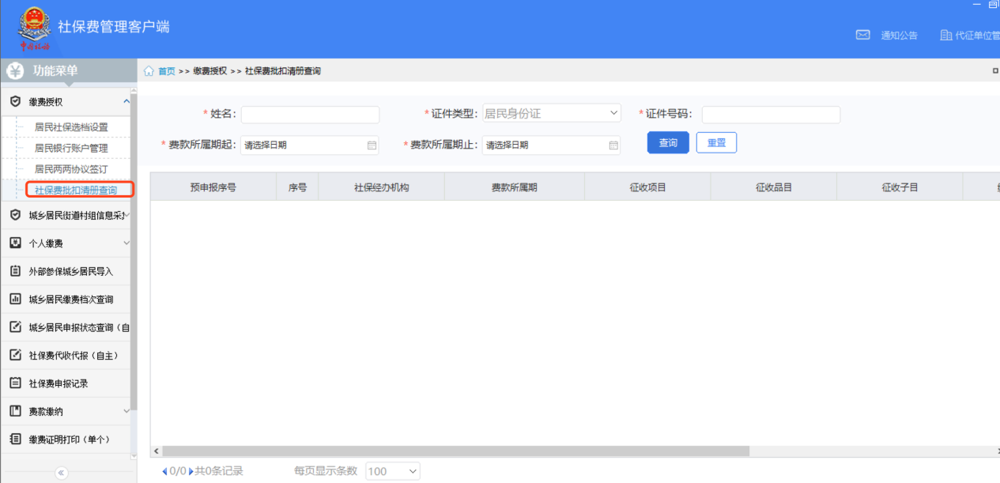 社保费管理客户端
中国税务
通知公告
代征单位管
功能菜单
首页 >> 缴费授权 >> 社保费批扣清册查询
缴费授权
居民社保选档设置
居民银行账户管理
居民两两协议签订
社保费批扣清册查询
城乡居民街道村组信息采
个人缴费
外部参保城乡居民导入
城乡居民缴费档次查询
城乡居民申报状态查询（自
社保费代收代报（自主）
社保费申报记录
费款缴纳
缴费证明打印（单个）
*姓名：
*证件类型：
居民身份证
*证件号码：
*费款所属期起：
请选择日期
*费款所属期止：
请选择日期
查询
重置
预申报序号
序号
社保经办机构
费款所属期
征收项目
征收品目
征收子目
0/0
共0条记录
每页显示条数
100